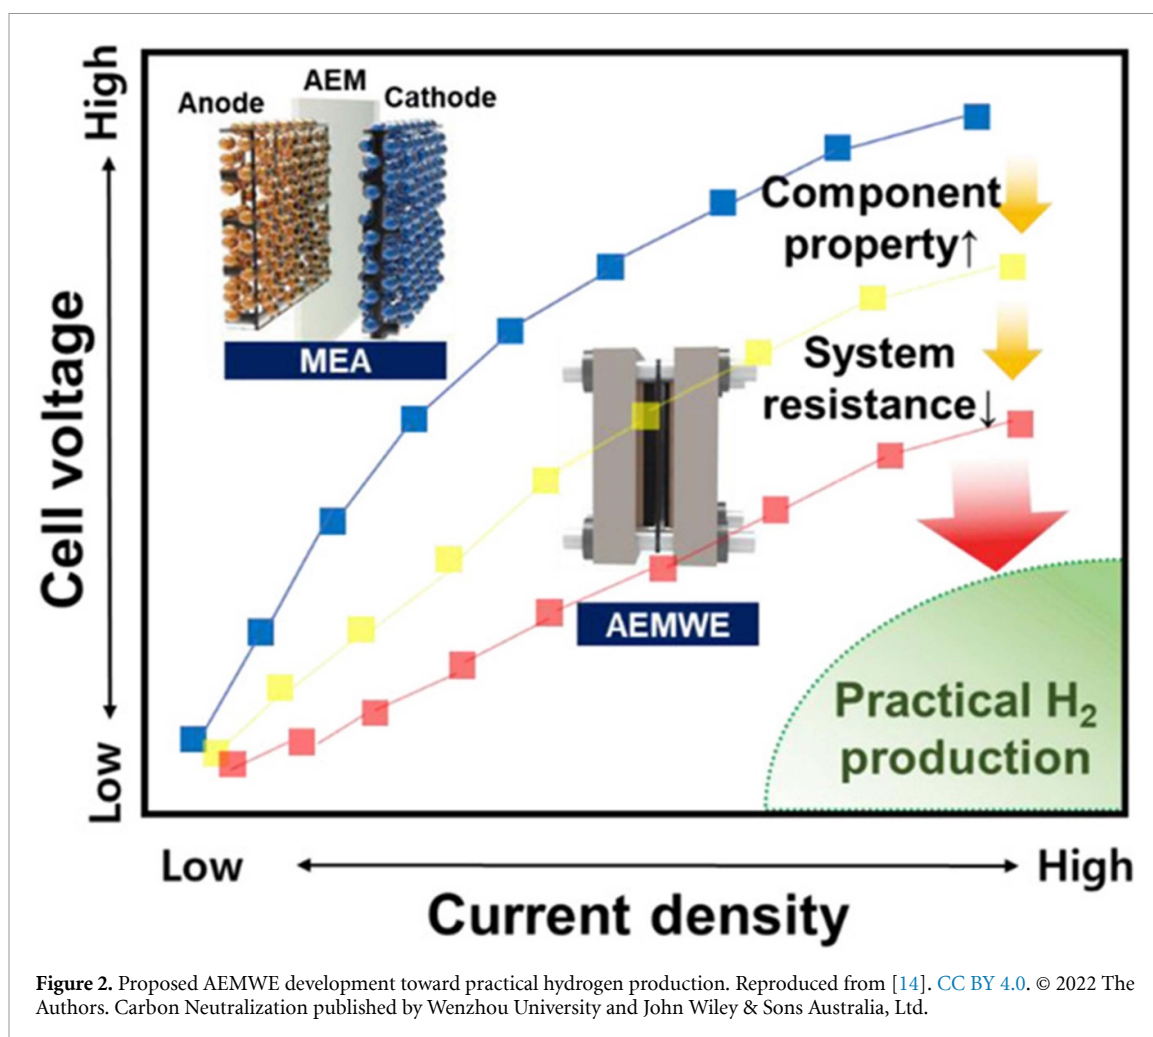 High
Cell voltage
Low
Anode
AEM
Cathode
MEA
Component
property↑
System
resistance↓
AEMWE
Practical H₂
production
Low
High
Current density
Figure 2. Proposed AEMWE development toward practical hydrogen production. Reproduced from [14]. CC BY 4.0. © 2022 The
Authors. Carbon Neutralization published by Wenzhou University and John Wiley & Sons Australia, Ltd.